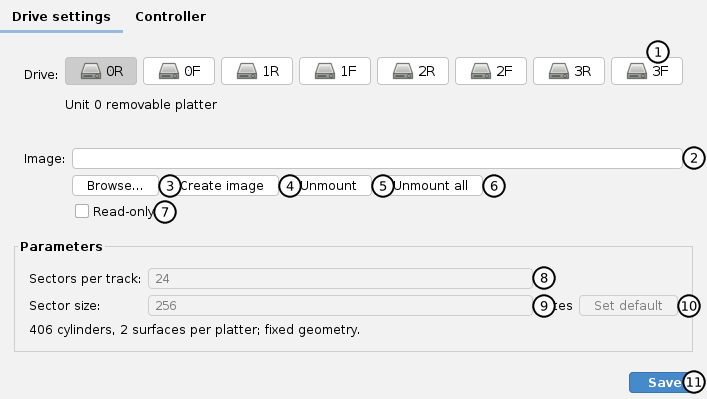 Drive settings Controller
1
Drive: 0R 0F 1R 1F 2R 2F 3R 3F
Unit 0 removable platter
Image: 2
Browse... 3 Create image 4 Unmount 5 Unmount all 6
Read-only 7
Parameters
Sectors per track: 24 8
Sector size: 256 9 Set default 10
406 cylinders, 2 surfaces per platter; fixed geometry.
Save 11